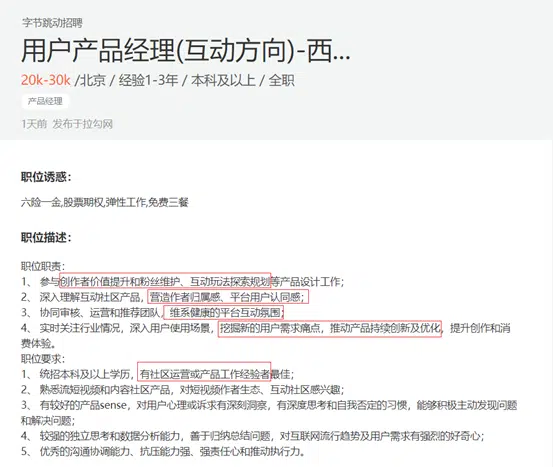 字节跳动招聘
用户产品经理(互动方向)-西...
20k-30k /北京 / 经验1-3年 / 本科及以上 / 全职
产品经理
1天前 发布于拉勾网
职位诱惑：
六险一金,股票期权,弹性工作,免费三餐
职位描述：
职位职责：
1、 参与创作者价值提升和粉丝维护、互动玩法探索规划等产品设计工作；
2、 深入理解互动社区产品，营造作者归属感、平台用户认同感；
3、 协同审核、运营和推荐团队，维系健康的平台互动氛围；
4、 实时关注行业情况，深入用户使用场景，挖掘新的用户需求痛点，推动产品持续创新及优化，提升创作和消
费体验。
职位要求：
1、 统招本科及以上学历，有社区运营或产品工作经验者最佳；
2、 熟悉流短视频和内容社区产品，对短视频作者生态、互动社区感兴趣；
3、 有较好的产品sense，对用户心理或诉求有深刻洞察，有深度思考和自我否定的习惯，能够积极主动发现问题
和解决问题；
4、 较强的独立思考和数据分析能力，善于归纳总结问题，对互联网流行趋势及用户需求有强烈的好奇心；
5、 优秀的沟通协调能力、抗压能力强、强责任心和推动执行力。